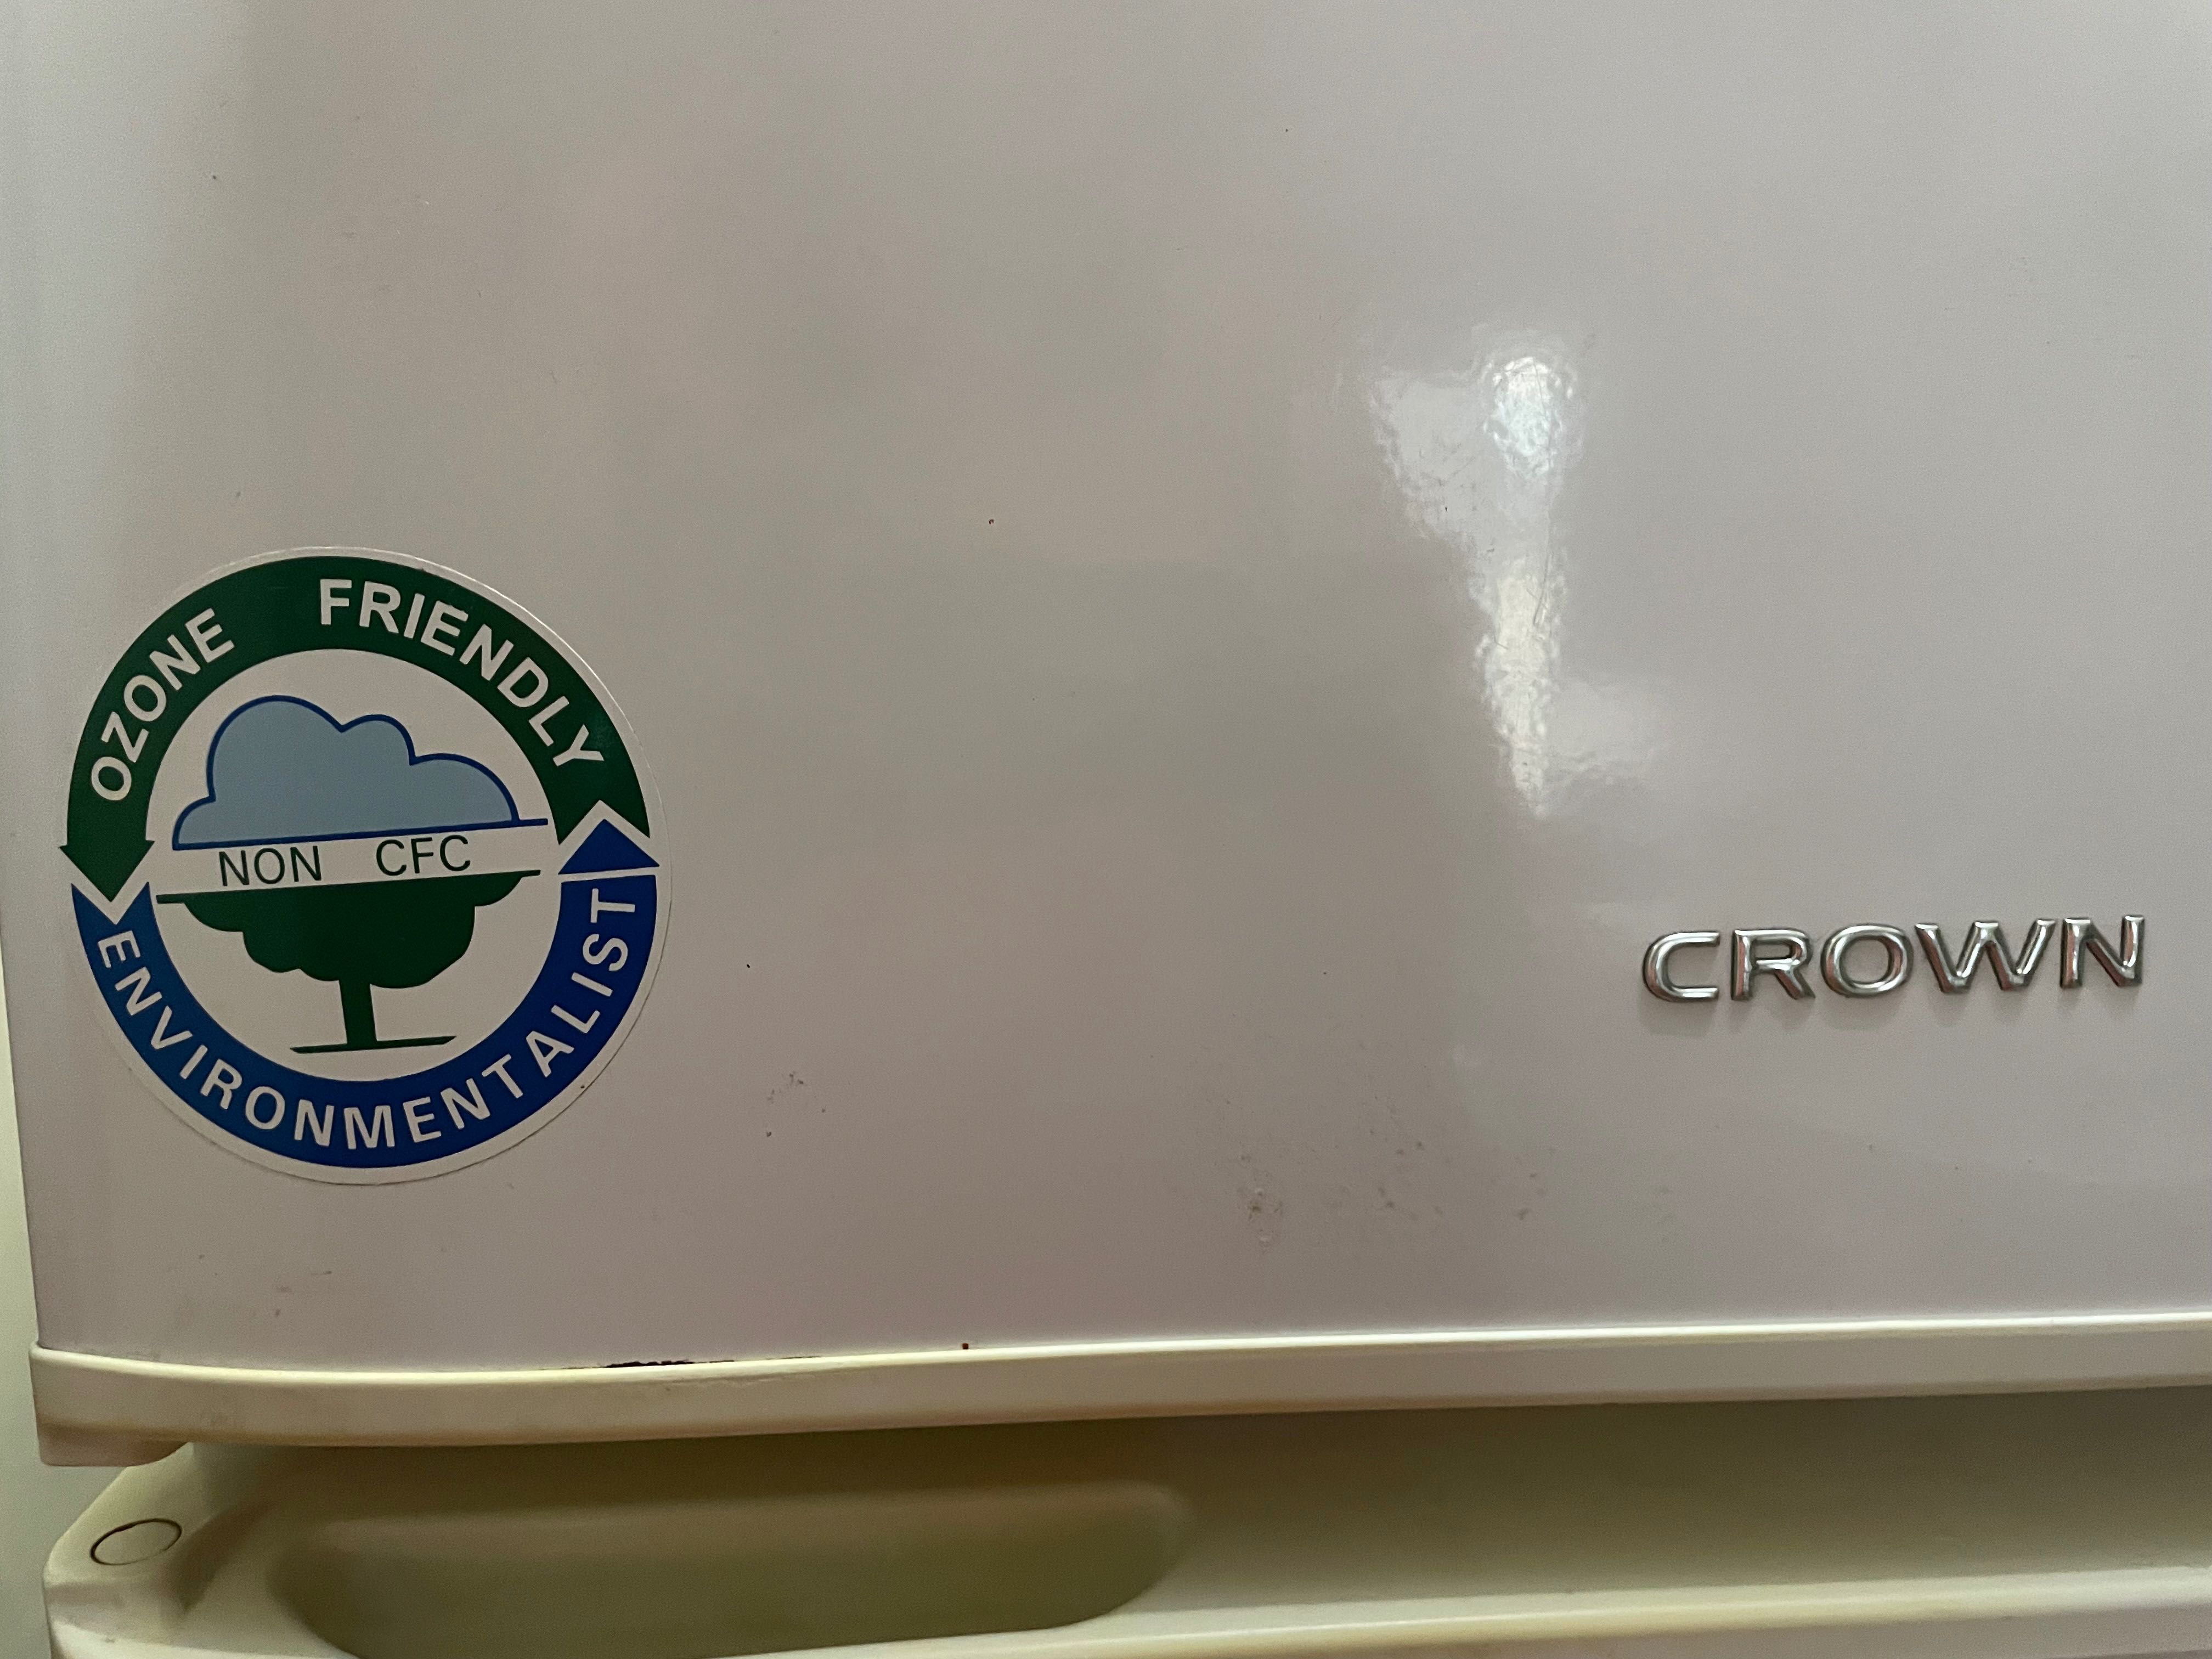 OZONE FRIENDLY
NON CFC
ENVIRONMENTALIST
CROWN